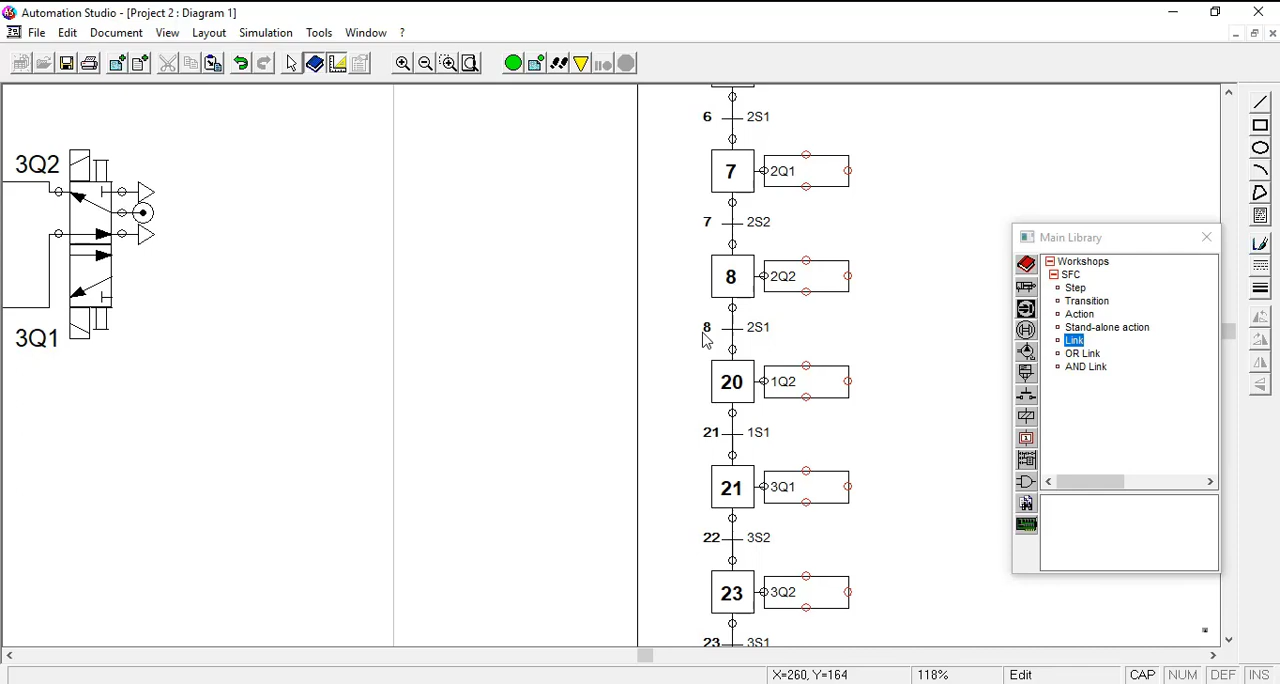 Automation Studio - [Project 2 : Diagram 1]
File Edit Document View Layout Simulation Tools Window ?
6 2S1
3Q2
7 2Q1
7 2S2
Main Library
Workshops
SFC
8 2Q2
Step
Transition
Action
8 2S1
Stand-alone action
3Q1
Link
OR Link
AND Link
20 1Q2
21 1S1
21 3Q1
22 3S2
23 3Q2
23 3S1
X=260, Y=164 118% Edit CAP NUM DEF INS